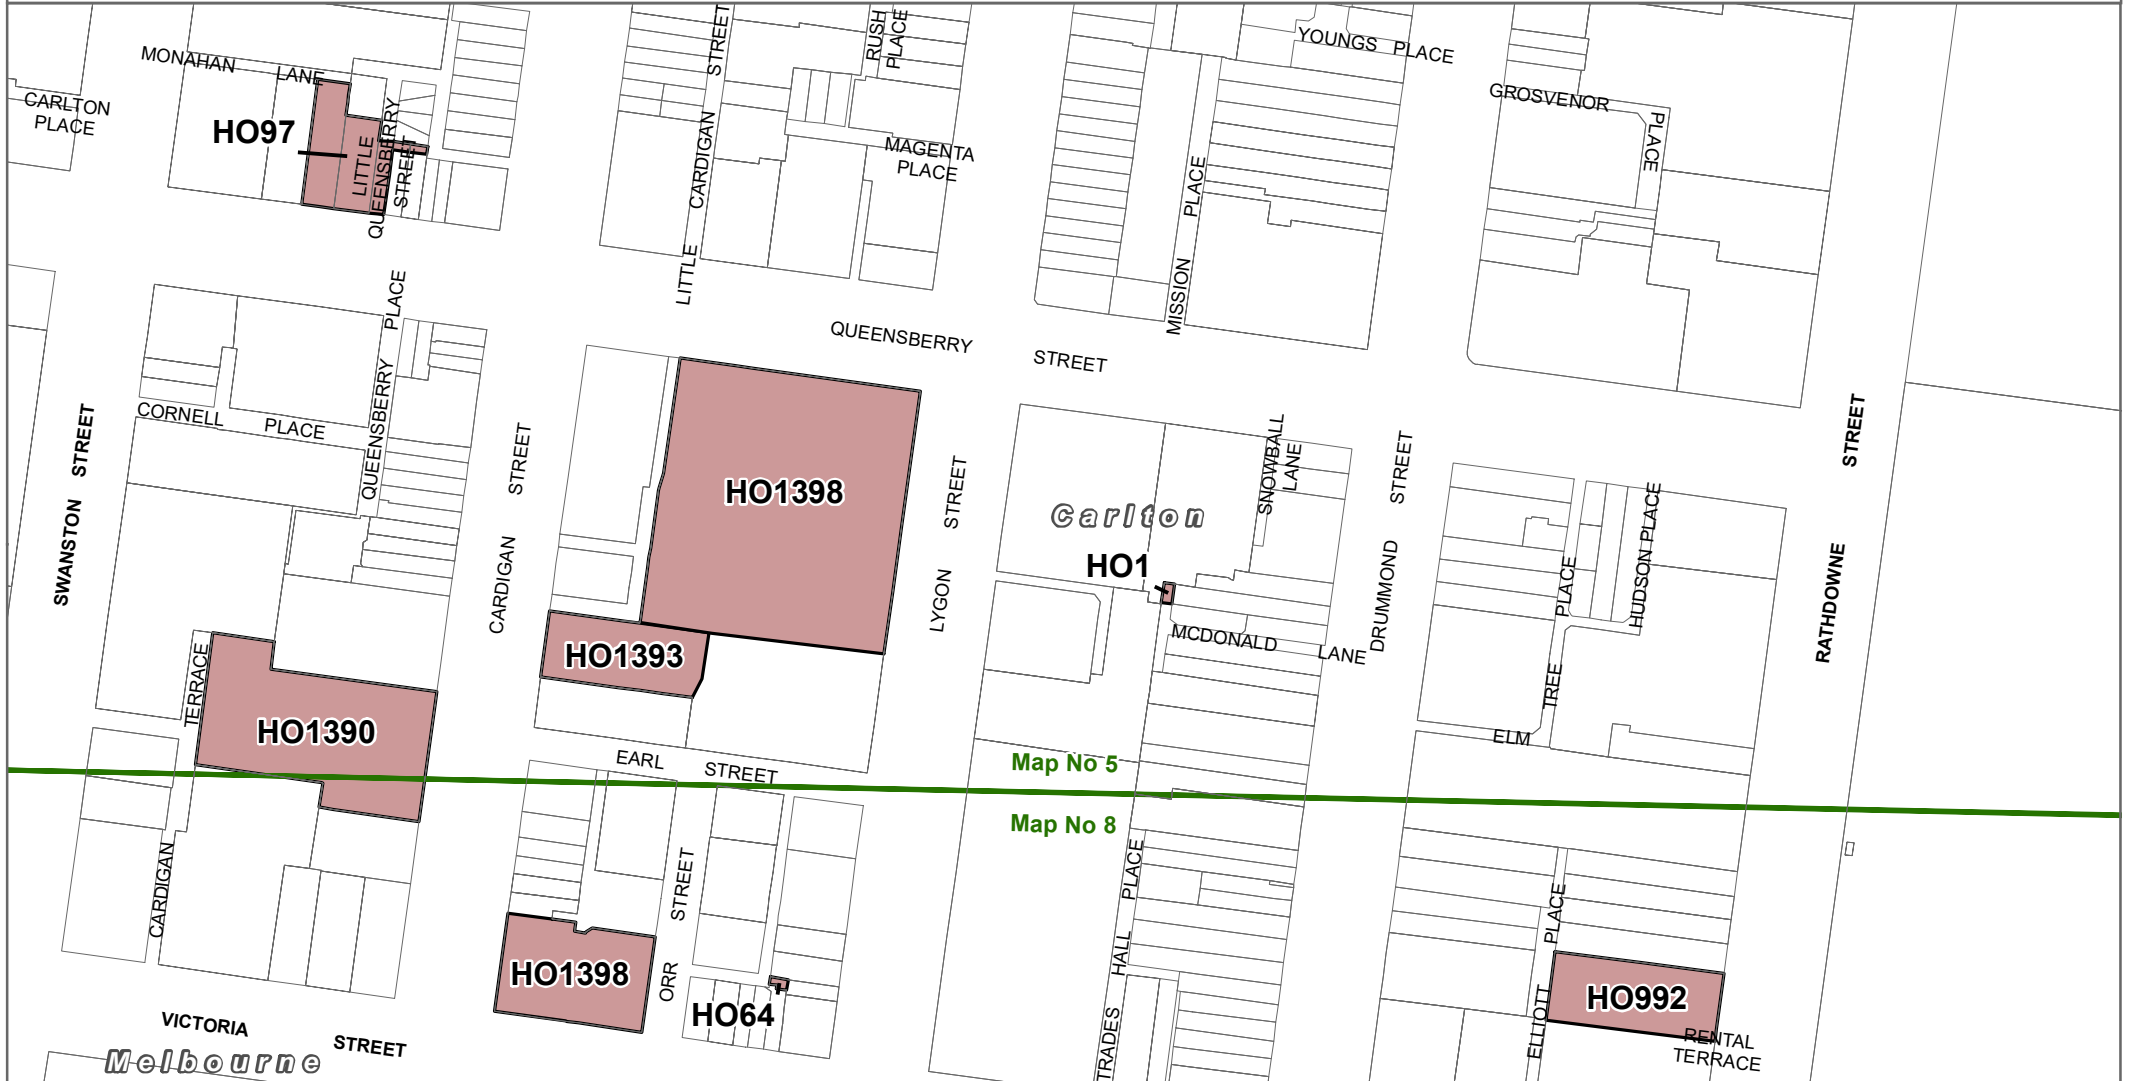 STREET
RUSH
PLACE
YOUNGS PLACE
MONAHAN
LANE
CARLTON
PLACE
GROSVENOR
PLACE
HO97
LITTLE
QUEENSBERRY
STREET
CARDIGAN
LITTLE
MAGENTA
PLACE
PLACE
MISSION
PLACE
QUEENSBERRY
QUEENSBERRY
STREET
CORNELL
PLACE
STREET
SWANSTON
STREET
CARDIGAN
HO1398
STREET
LYGON
SNOWBALL
LANE
STREET
DRUMMOND
STREET
RATHDOWNE
Carlton
HO1
HUDSON PLACE
PLACE
TREE
ELM
MCDONALD
LANE
HO1393
TERRACE
HO1390
EARL
STREET
Map No 5
Map No 8
CARDIGAN
STREET
ORR
PLACE
HALL
TRADES
PLACE
ELLIOTT
HO1398
HO64
HO992
RENTAL
TERRACE
VICTORIA
STREET
Melbourne